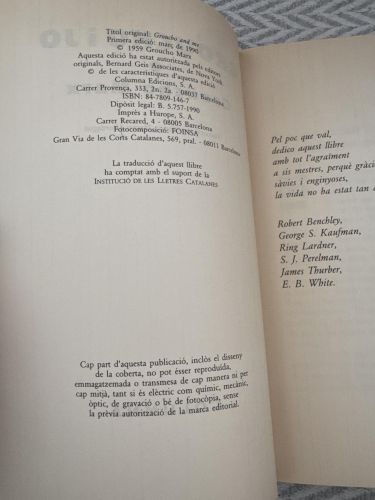 Títol original: Groucho and me
Primera edició: març de 1990
© 1959 Groucho Marx
Aquesta edició ha estat autoritzada pels editors
originals, Bernard Geis Associates, de Nova York
© de les característiques d'aquesta edició
Columna Edicions, S. A.
Carrer Provença, 333, 2n. 2a. - 08037 Barcelona
ISBN: 84-7809-146-7
Dipòsit legal: B. 5.757-1990
Imprès a Hurope, S. A.
Carrer Recared, 4 - 08005 Barcelona
Fotocomposició: FOINSA
Gran Via de les Corts Catalanes, 569, pral. - 08011 Barcelona
La traducció d'aquest llibre
ha comptat amb el suport de la
INSTITUCIÓ DE LES LLETRES CATALANES
Cap part d'aquesta publicació, inclòs el disseny
de la coberta, no pot ésser reproduïda,
emmagatzemada o transmesa de cap manera ni per
cap mitjà, tant si és elèctric com químic, mecànic,
òptic, de gravació o bé de fotocòpia, sense
la prèvia autorització de la marca editorial.
Pel poc que val,
dedico aquest llibre
amb tot l'agraïment
a sis mestres, perquè gràci
sàvies i enginyoses,
la vida no ha estat tan
Robert Benchley,
George S. Kaufman,
Ring Lardner,
S. J. Perelman,
James Thurber,
E. B. White.